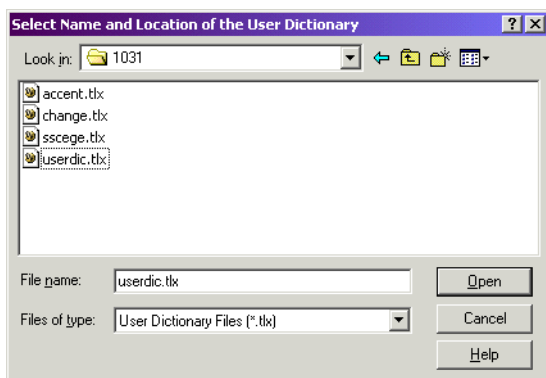 Select Name and Location of the User Dictionary
Look in: 1031
accent.tlx
change.tlx
sscege.tlx
userdic.tlx
File name: userdic.tlx Open
Files of type: User Dictionary Files (*.tlx) Cancel
Help